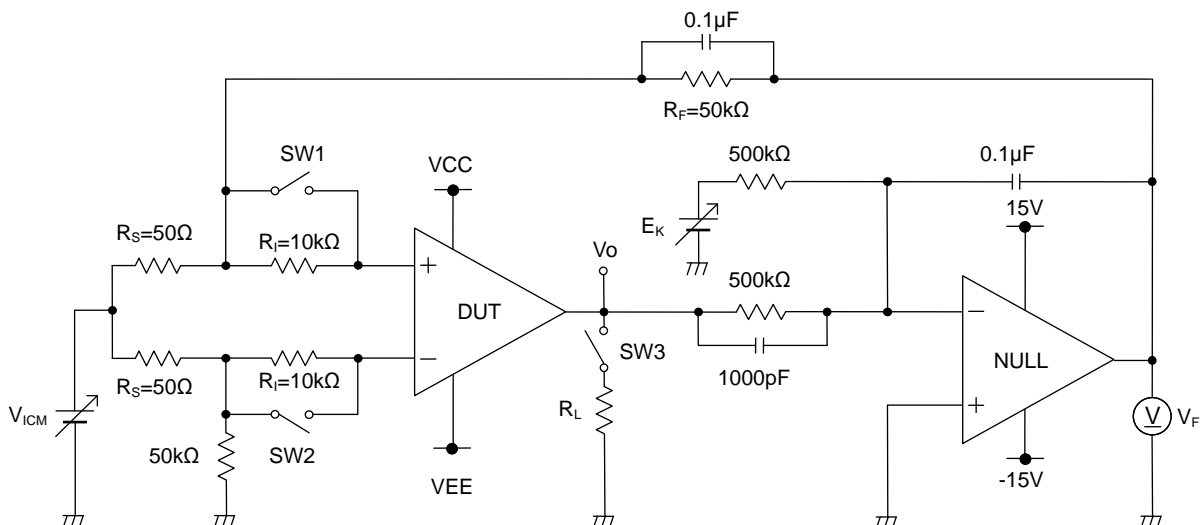 0.1μF
R_F=50kΩ
SW1
VCC
500kΩ
0.1μF
15V
E_K
R_S=50Ω
R_I=10kΩ
Vo
500kΩ
+
DUT
−
−
NULL
+
SW3
1000pF
R_S=50Ω
R_I=10kΩ
V_ICM
R_L
V
V_F
50kΩ
SW2
VEE
-15V